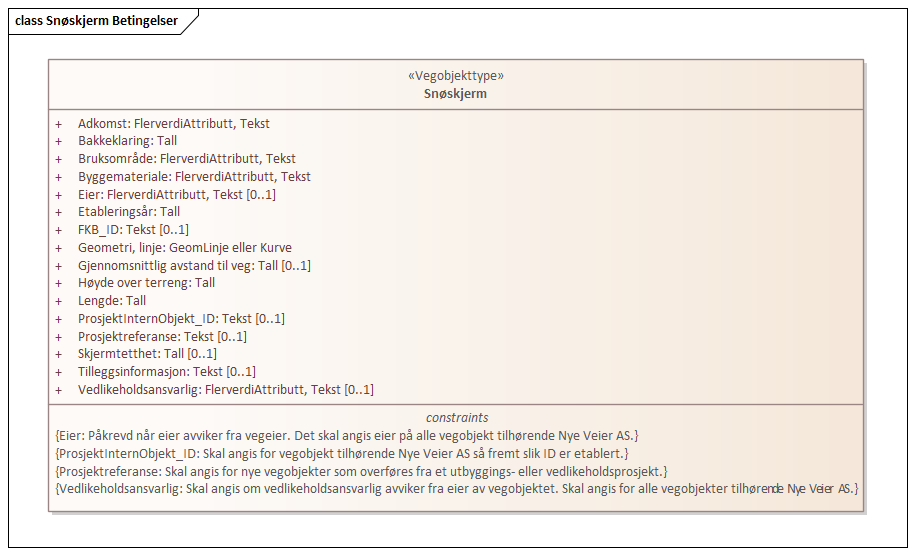 class Snøskjerm Betingelser
«Vegobjekttype»
Snøskjerm
+ Adkomst: FlerverdiAttributt, Tekst
+ Bakkeklaring: Tall
+ Bruksområde: FlerverdiAttributt, Tekst
+ Byggemateriale: FlerverdiAttributt, Tekst
+ Eier: FlerverdiAttributt, Tekst [0..1]
+ Etableringsår: Tall
+ FKB_ID: Tekst [0..1]
+ Geometri, linje: GeomLinje eller Kurve
+ Gjennomsnittlig avstand til veg: Tall [0..1]
+ Høyde over terreng: Tall
+ Lengde: Tall
+ ProsjektInternObjekt_ID: Tekst [0..1]
+ Prosjektreferanse: Tekst [0..1]
+ Skjermtetthet: Tall [0..1]
+ Tilleggsinformasjon: Tekst [0..1]
+ Vedlikeholdsansvarlig: FlerverdiAttributt, Tekst [0..1]
constraints
{Eier: Påkrevd når eier avviker fra vegeier. Det skal angis eier på alle vegobjekt tilhørende Nye Veier AS.}
{ProsjektInternObjekt_ID: Skal angis for vegobjekt tilhørende Nye Veier AS så fremt slik ID er etablert.}
{Prosjektreferanse: Skal angis for nye vegobjekter som overføres fra et utbyggings- eller vedlikeholdsprosjekt.}
{Vedlikeholdsansvarlig: Skal angis om vedlikeholdsansvarlig avviker fra eier av vegobjektet. Skal angis for alle vegobjekter tilhørende Nye Veier AS.}